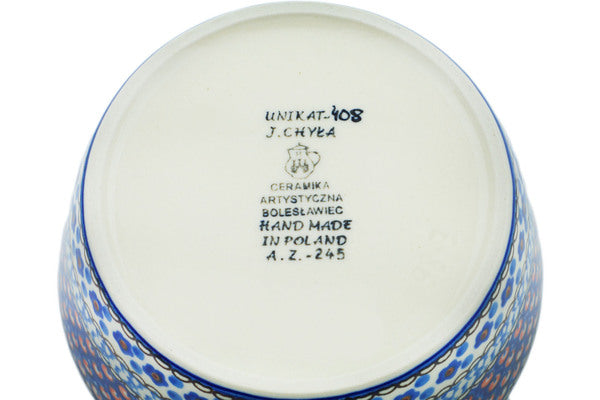 UNIKAT-408
J. CHYŁA
CERAMIKA
ARTYSTYCZNA
BOLESŁAWIEC
HAND MADE
IN POLAND
A.Z.-245